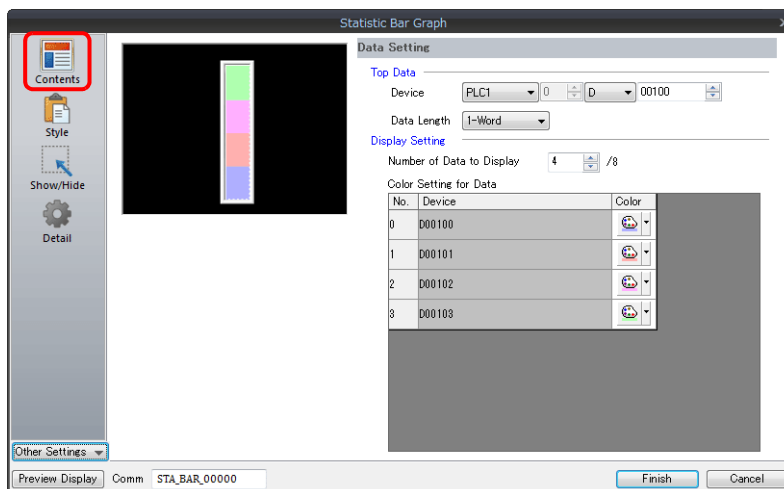 Statistic Bar Graph
Contents
Style
Show/Hide
Detail
Other Settings
Data Setting
Top Data
Device PLC1 0 D 00100
Data Length 1-Word
Display Setting
Number of Data to Display 4 /8
Color Setting for Data
No. Device Color
0 D00100
1 D00101
2 D00102
3 D00103
Preview Display Comm STA_BAR_00000 Finish Cancel